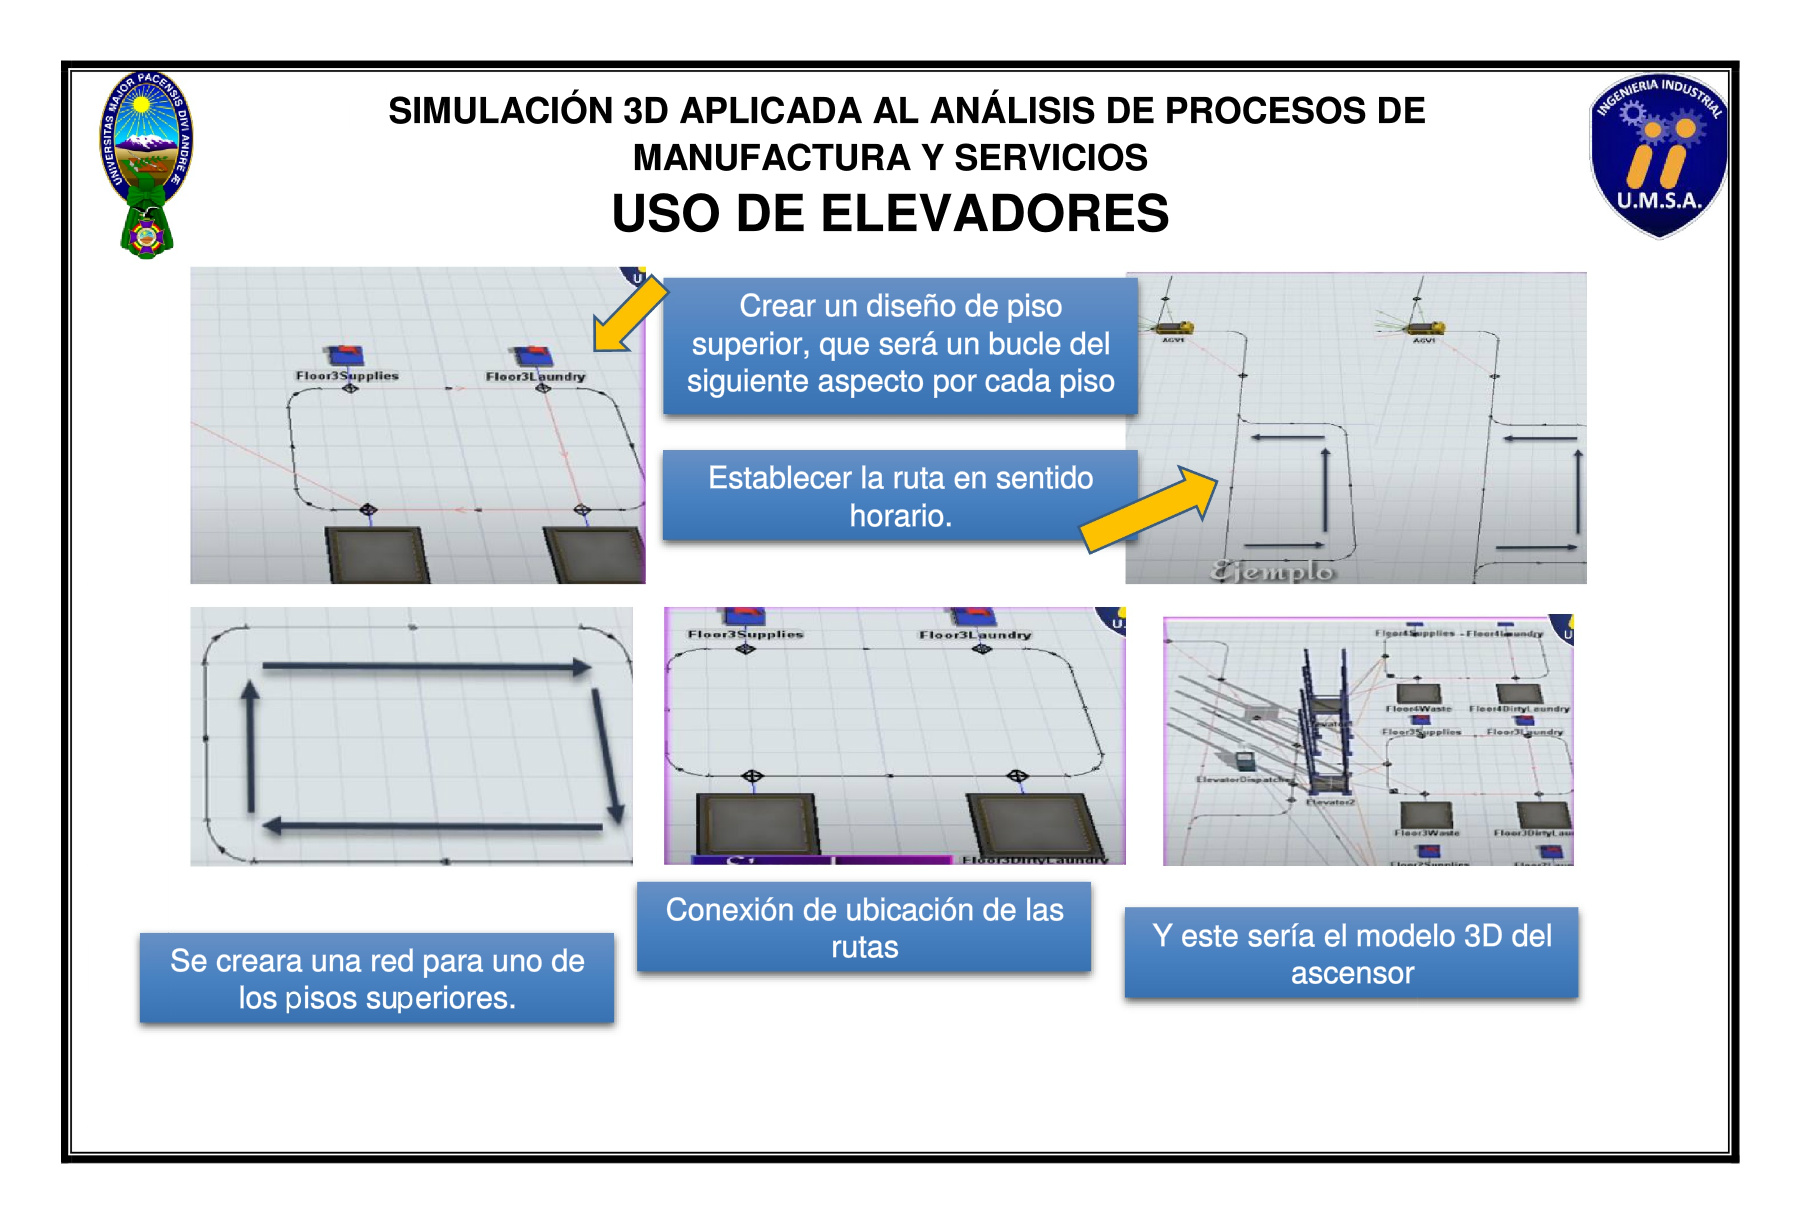 UNIVERSITAS MAJOR PACENSIS DIVI ANDRE Æ
SIMULACIÓN 3D APLICADA AL ANÁLISIS DE PROCESOS DE
MANUFACTURA Y SERVICIOS
USO DE ELEVADORES
INGENIERIA INDUSTRIAL
U.M.S.A.
Floor3Supplies
Floor3Laundry
Crear un diseño de piso
superior, que será un bucle del
siguiente aspecto por cada piso
Establecer la ruta en sentido
horario.
AGV1
AGV1
Ejemplo
Floor3Supplies
Floor3Laundry
Floor3DirtyLaundry
Floor4Supplies
Floor4Laundry
Floor4Waste
Floor4DirtyLaundry
Floor3Supplies
Floor3Laundry
ElevatorDispatcher
Elevator2
Floor3Waste
Floor3DirtyLau
Floor2Supplies
Se creara una red para uno de
los pisos superiores.
Conexión de ubicación de las
rutas
Y este sería el modelo 3D del
ascensor